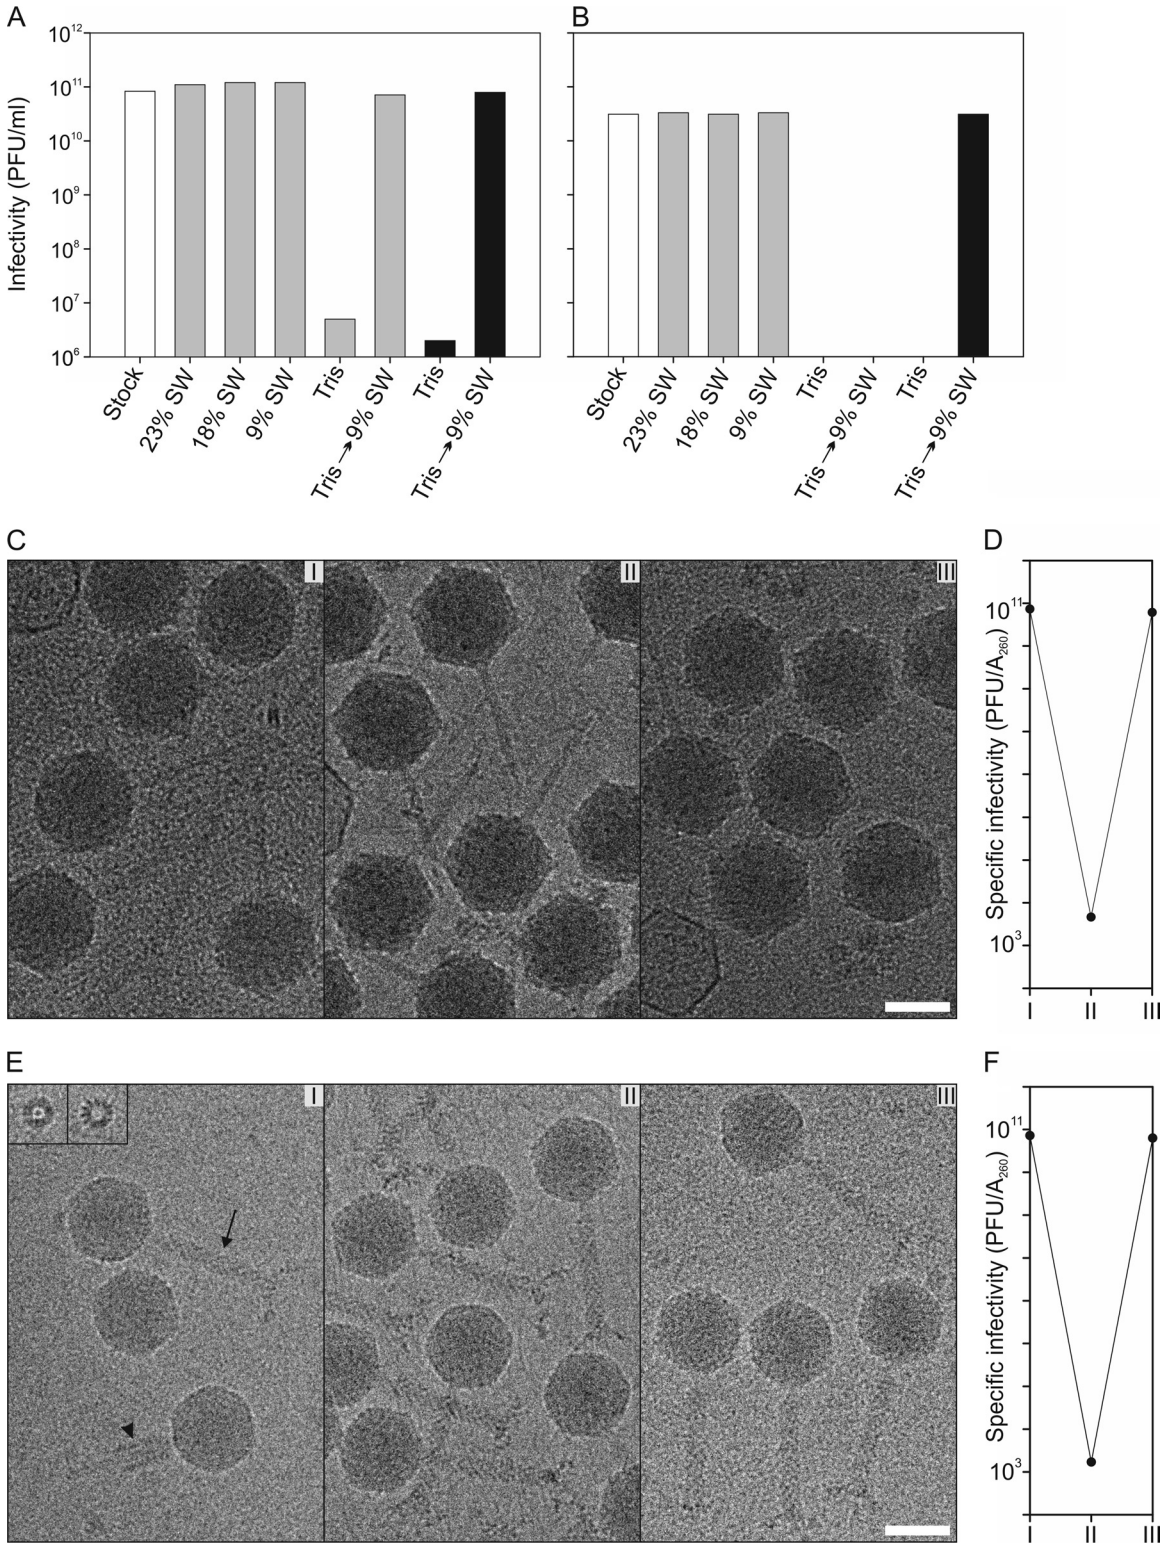 A
B
Infectivity (PFU/ml)
10^12
10^11
10^10
10^9
10^8
10^7
10^6
Stock
23% SW
18% SW
9% SW
Tris
Tris→9% SW
Tris
Tris→9% SW
Stock
23% SW
18% SW
9% SW
Tris
Tris→9% SW
Tris
Tris→9% SW
C
I
II
III
D
Specific infectivity (PFU/A260)
10^11
10^3
I
II
III
E
I
II
III
F
Specific infectivity (PFU/A260)
10^11
10^3
I
II
III